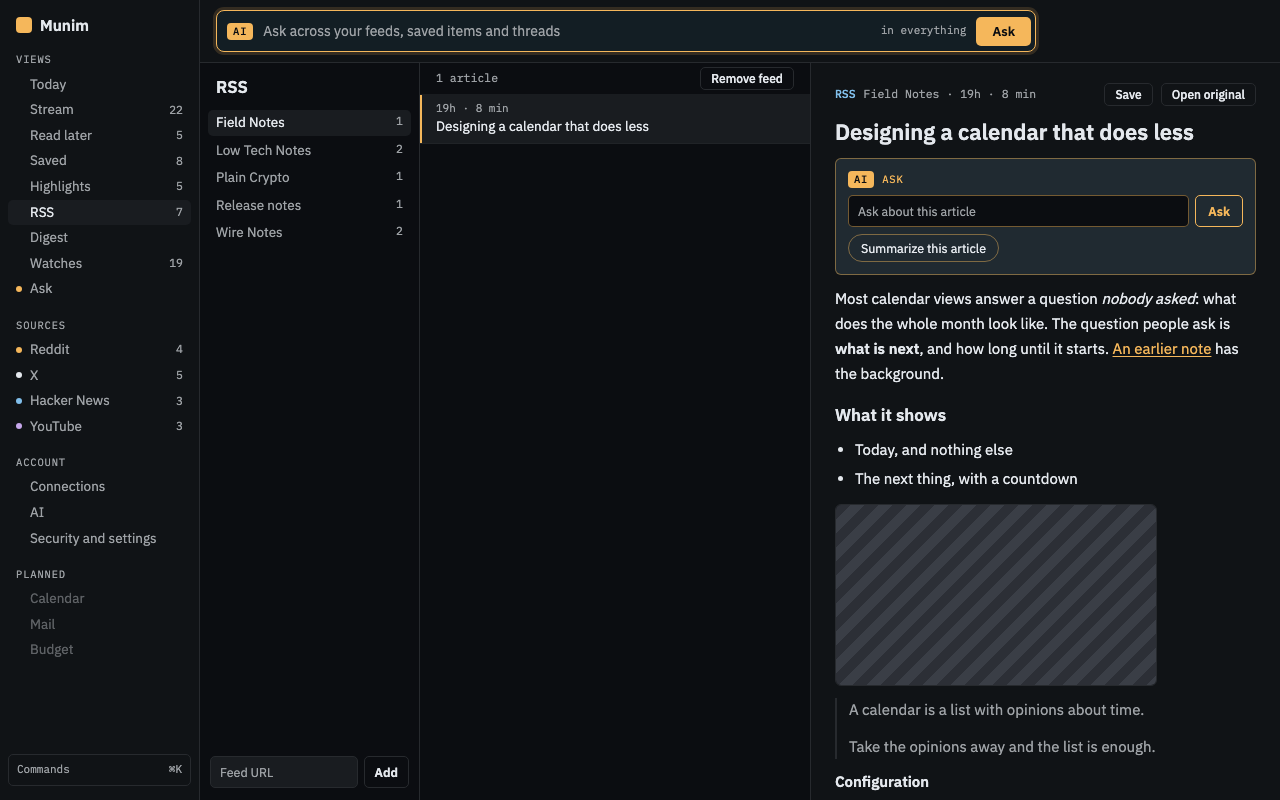 Munim
VIEWS
Today
Stream 22
Read later 5
Saved 8
Highlights 5
RSS 7
Digest
Watches 19
Ask
SOURCES
Reddit 4
X 5
Hacker News 3
YouTube 3
ACCOUNT
Connections
AI
Security and settings
PLANNED
Calendar
Mail
Budget
Commands ⌘K
AI Ask across your feeds, saved items and threads in everything Ask
RSS
Field Notes 1
Low Tech Notes 2
Plain Crypto 1
Release notes 1
Wire Notes 2
Feed URL Add
1 article Remove feed
19h · 8 min
Designing a calendar that does less
RSS Field Notes · 19h · 8 min Save Open original
Designing a calendar that does less
AI ASK
Ask about this article Ask
Summarize this article
Most calendar views answer a question nobody asked: what
does the whole month look like. The question people ask is
what is next, and how long until it starts. An earlier note has
the background.
What it shows
• Today, and nothing else
• The next thing, with a countdown
A calendar is a list with opinions about time.
Take the opinions away and the list is enough.
Configuration